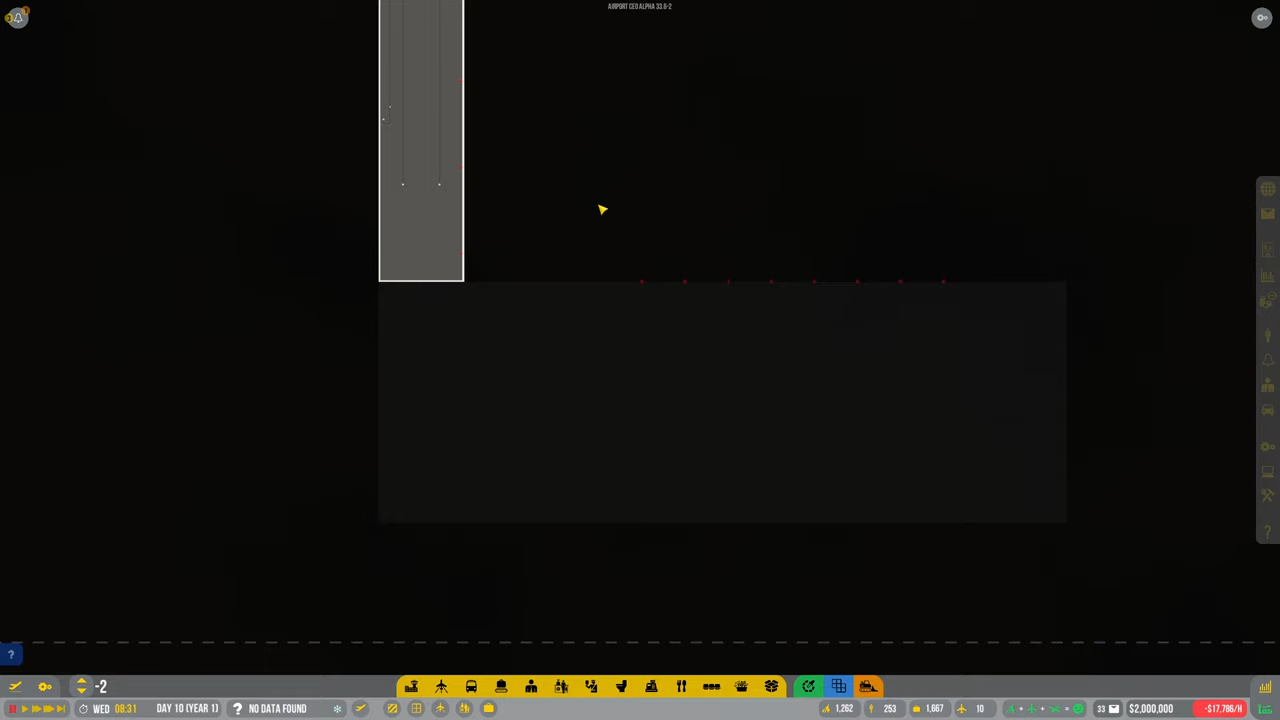 AIRPORT CEO ALPHA 33.6-2
?
-2
WED 08:31 DAY 10 (YEAR 1) ? NO DATA FOUND 1,262 253 1,667 10 33 $2,000,000 -$17,786/H